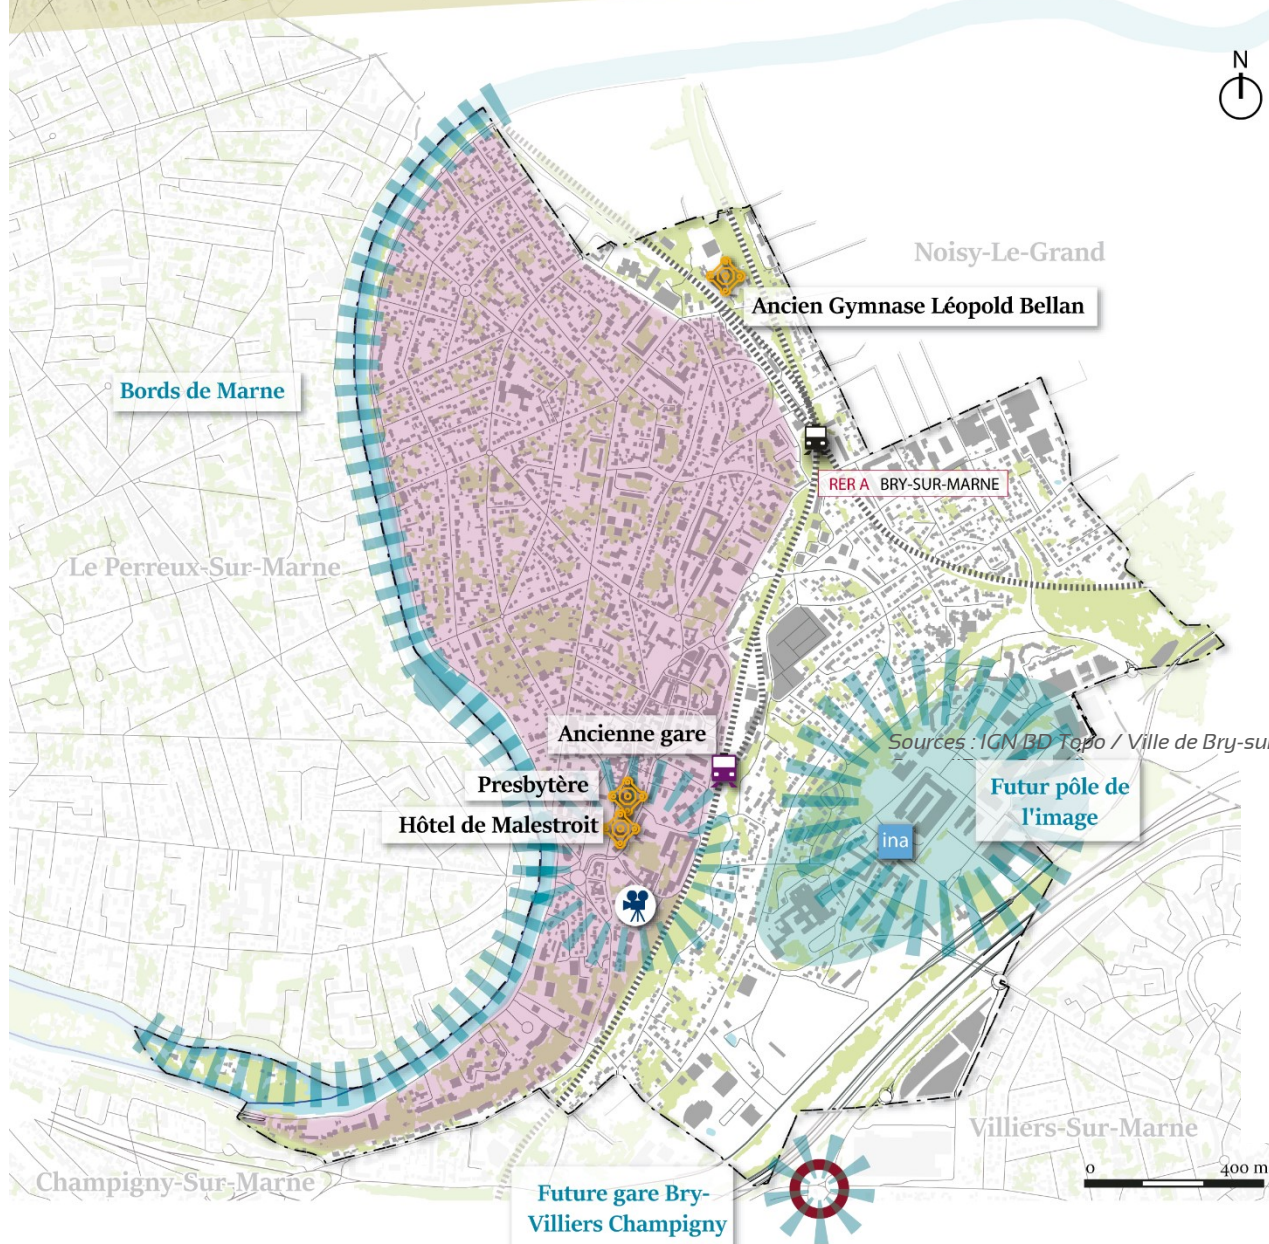 N
Noisy-Le-Grand
Ancien Gymnase Léopold Bellan
Bords de Marne
RER A BRY-SUR-MARNE
Le Perreux-Sur-Marne
Ancienne gare
Sources : IGN BD Topo / Ville de Bry-su
Presbytère
Futur pôle de
l'image
Hôtel de Malestroit
ina
Villiers-Sur-Marne
0 400 m
Champigny-Sur-Marne
Future gare Bry-
Villiers Champigny